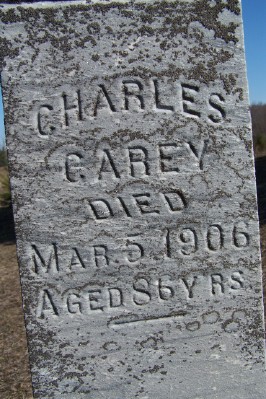 CHARLES
CAREY
DIED
MAR. 5. 1906
AGED 86 YRS